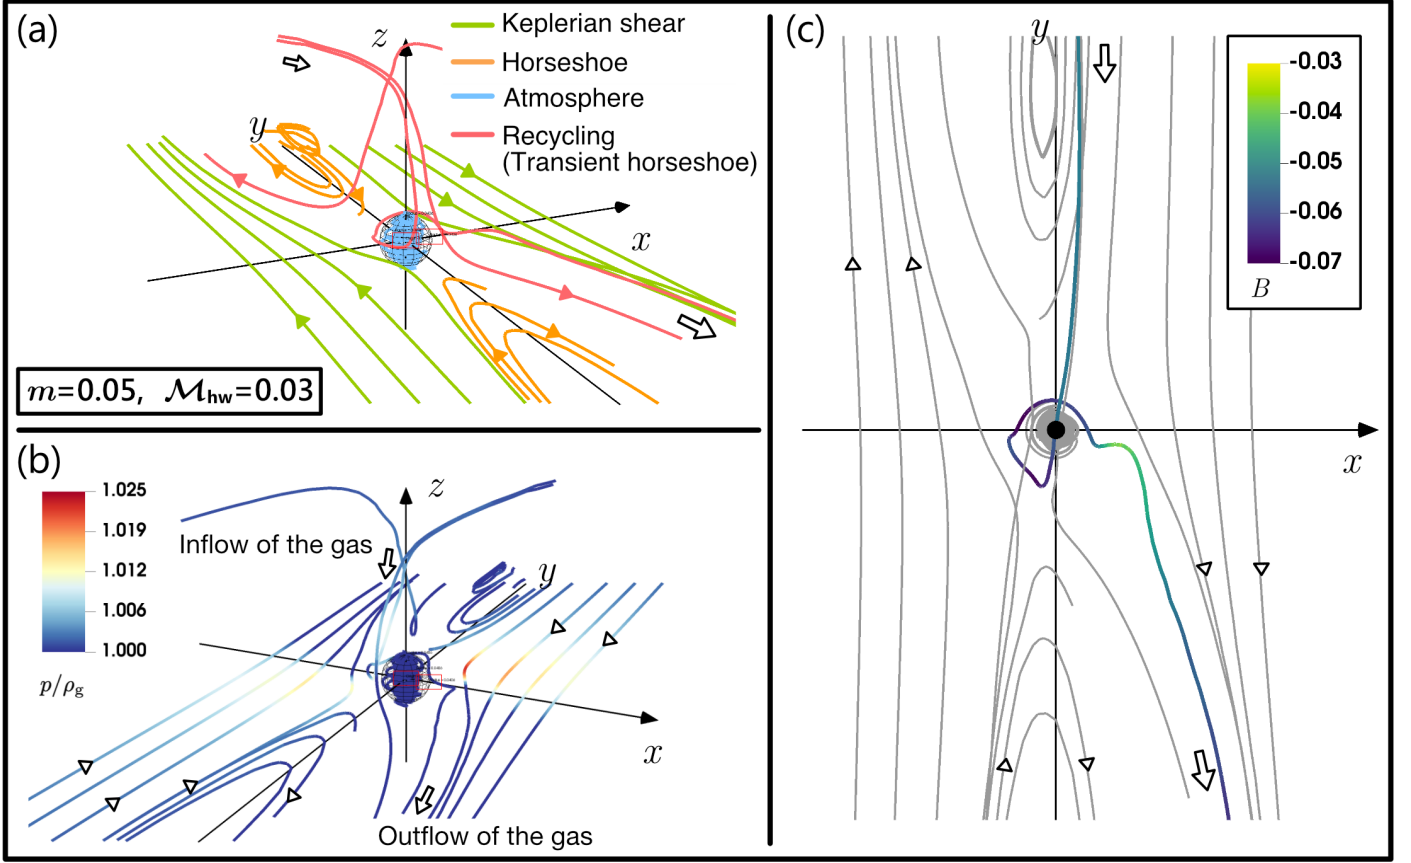 (a)
z
Keplerian shear
Horseshoe
Atmosphere
Recycling
(Transient horseshoe)
y
x
m=0.05, ℳhw=0.03
(b)
1.025
1.019
1.012
1.006
1.000
p/ρg
z
Inflow of the gas
y
x
Outflow of the gas
(c)
y
-0.03
-0.04
-0.05
-0.06
-0.07
B
x